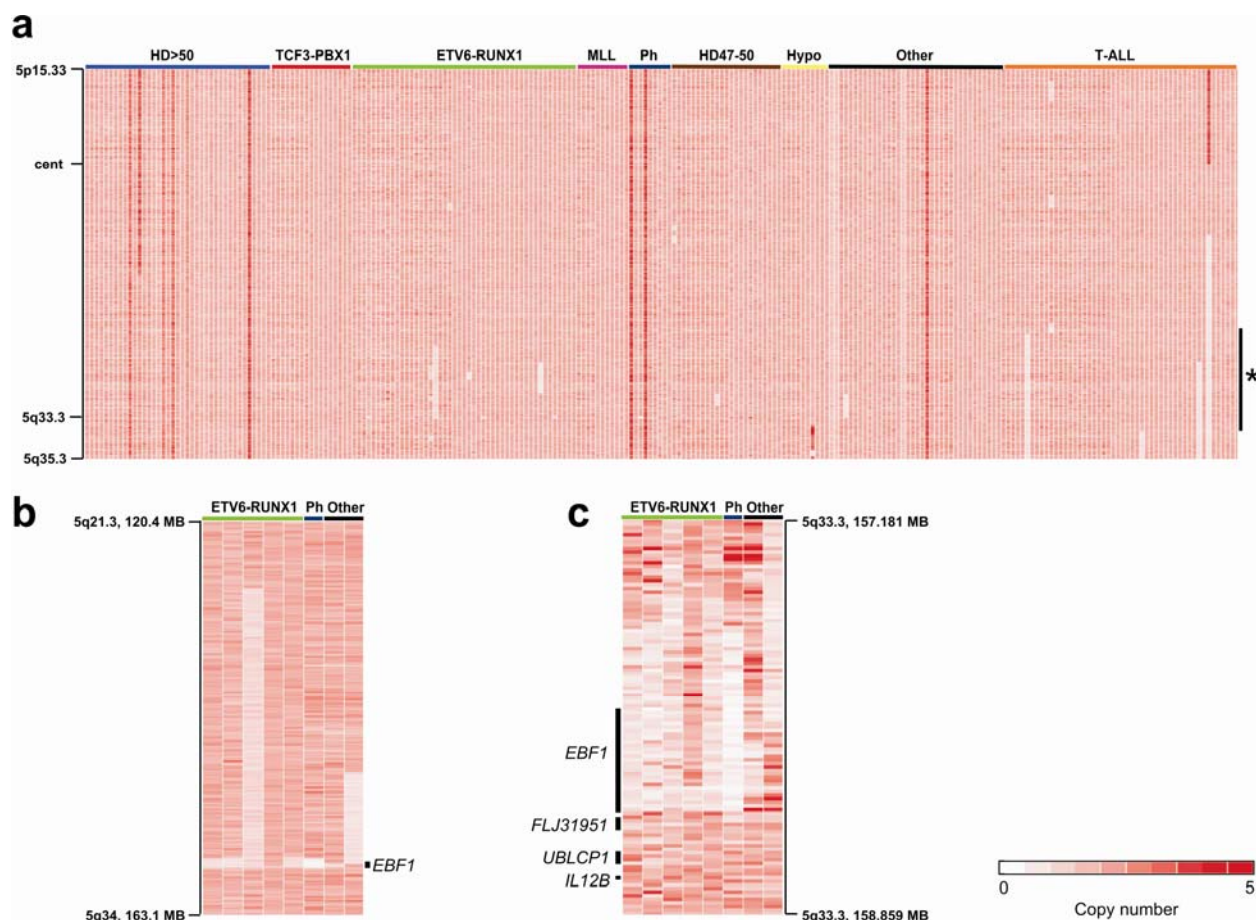 a
HD>50 TCF3-PBX1 ETV6-RUNX1 MLL Ph HD47-50 Hypo Other T-ALL
5p15.33
cent
5q33.3
5q35.3
*
b
ETV6-RUNX1 Ph Other
5q21.3, 120.4 MB
EBF1
5q34, 163.1 MB
c
ETV6-RUNX1 Ph Other
5q33.3, 157.181 MB
EBF1
FLJ31951
UBLCP1
IL12B
5q33.3, 158.859 MB
0 5
Copy number